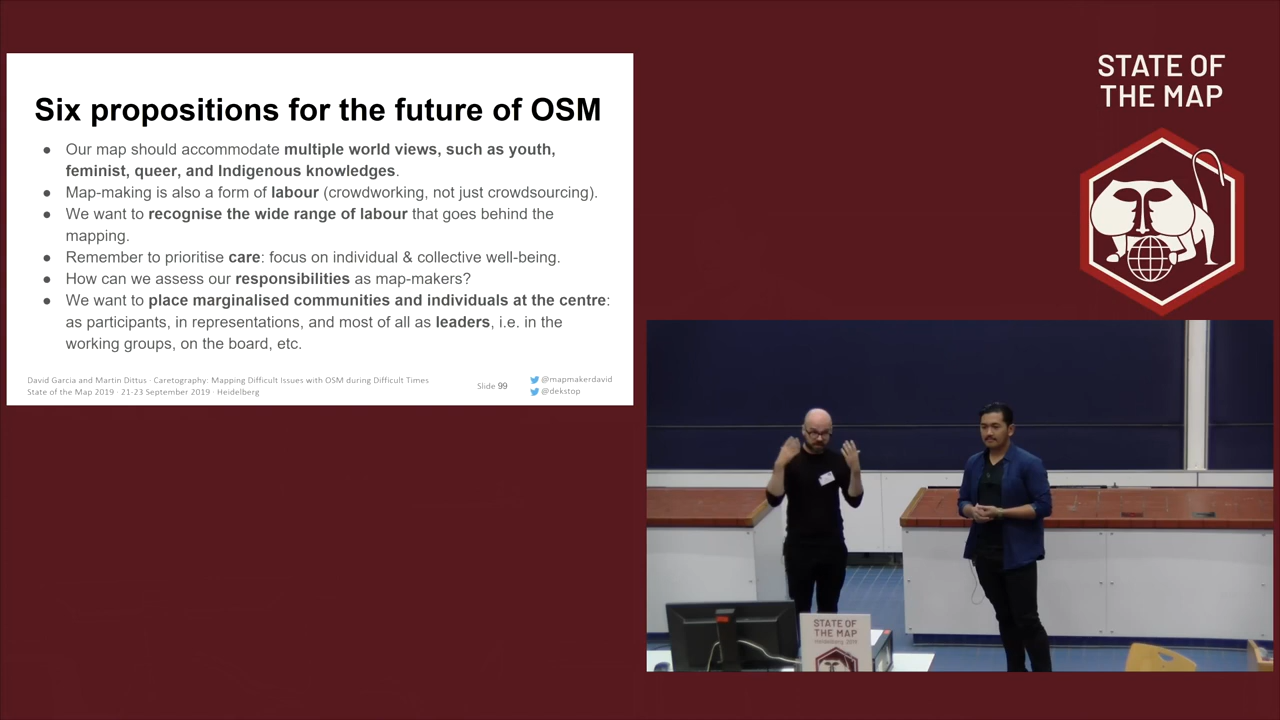 Six propositions for the future of OSM
● Our map should accommodate multiple world views, such as youth,
feminist, queer, and Indigenous knowledges.
● Map-making is also a form of labour (crowdworking, not just crowdsourcing).
● We want to recognise the wide range of labour that goes behind the
mapping.
● Remember to prioritise care: focus on individual & collective well-being.
● How can we assess our responsibilities as map-makers?
● We want to place marginalised communities and individuals at the centre:
as participants, in representations, and most of all as leaders, i.e. in the
working groups, on the board, etc.
David Garcia and Martin Dittus · Caretography: Mapping Difficult Issues with OSM during Difficult Times
State of the Map 2019 · 21-23 September 2019 · Heidelberg
Slide 99
@mapmakerdavid
@dekstop
STATE OF
THE MAP
STATE OF
THE MAP
Heidelberg 2019